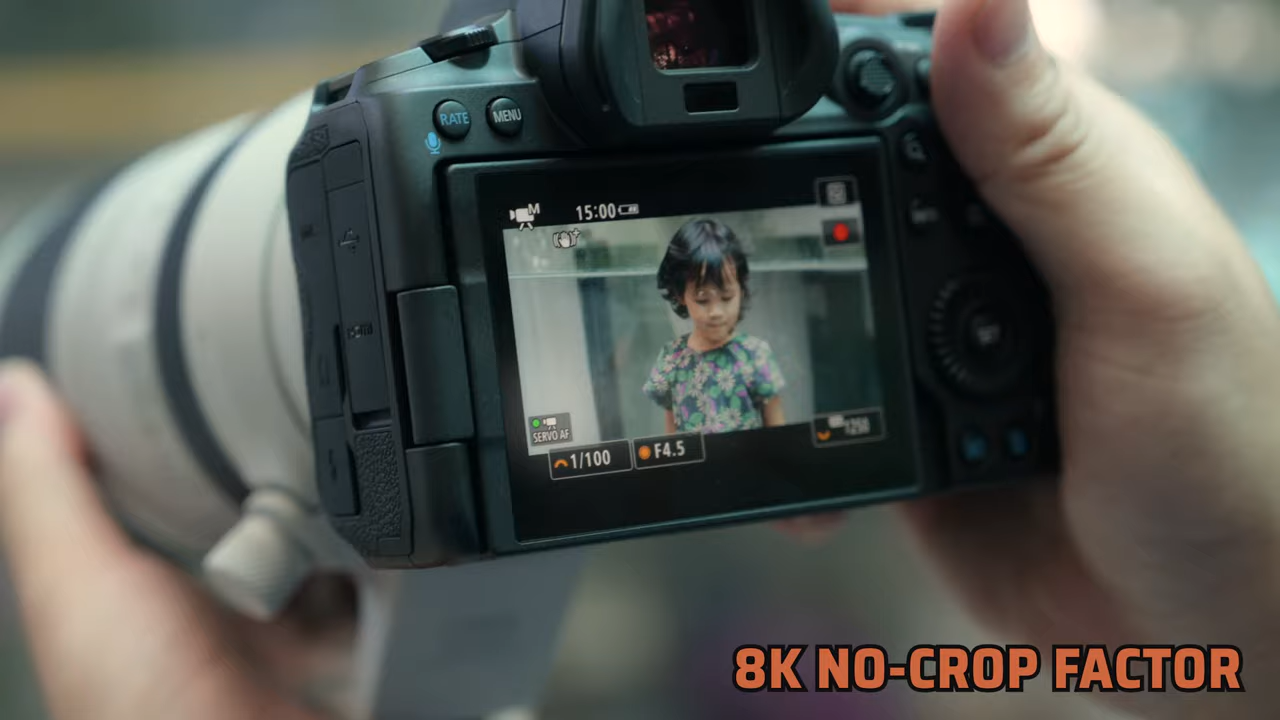 RATE
MENU
M
15:00
SERVO AF
1/100
F4.5
8K NO-CROP FACTOR